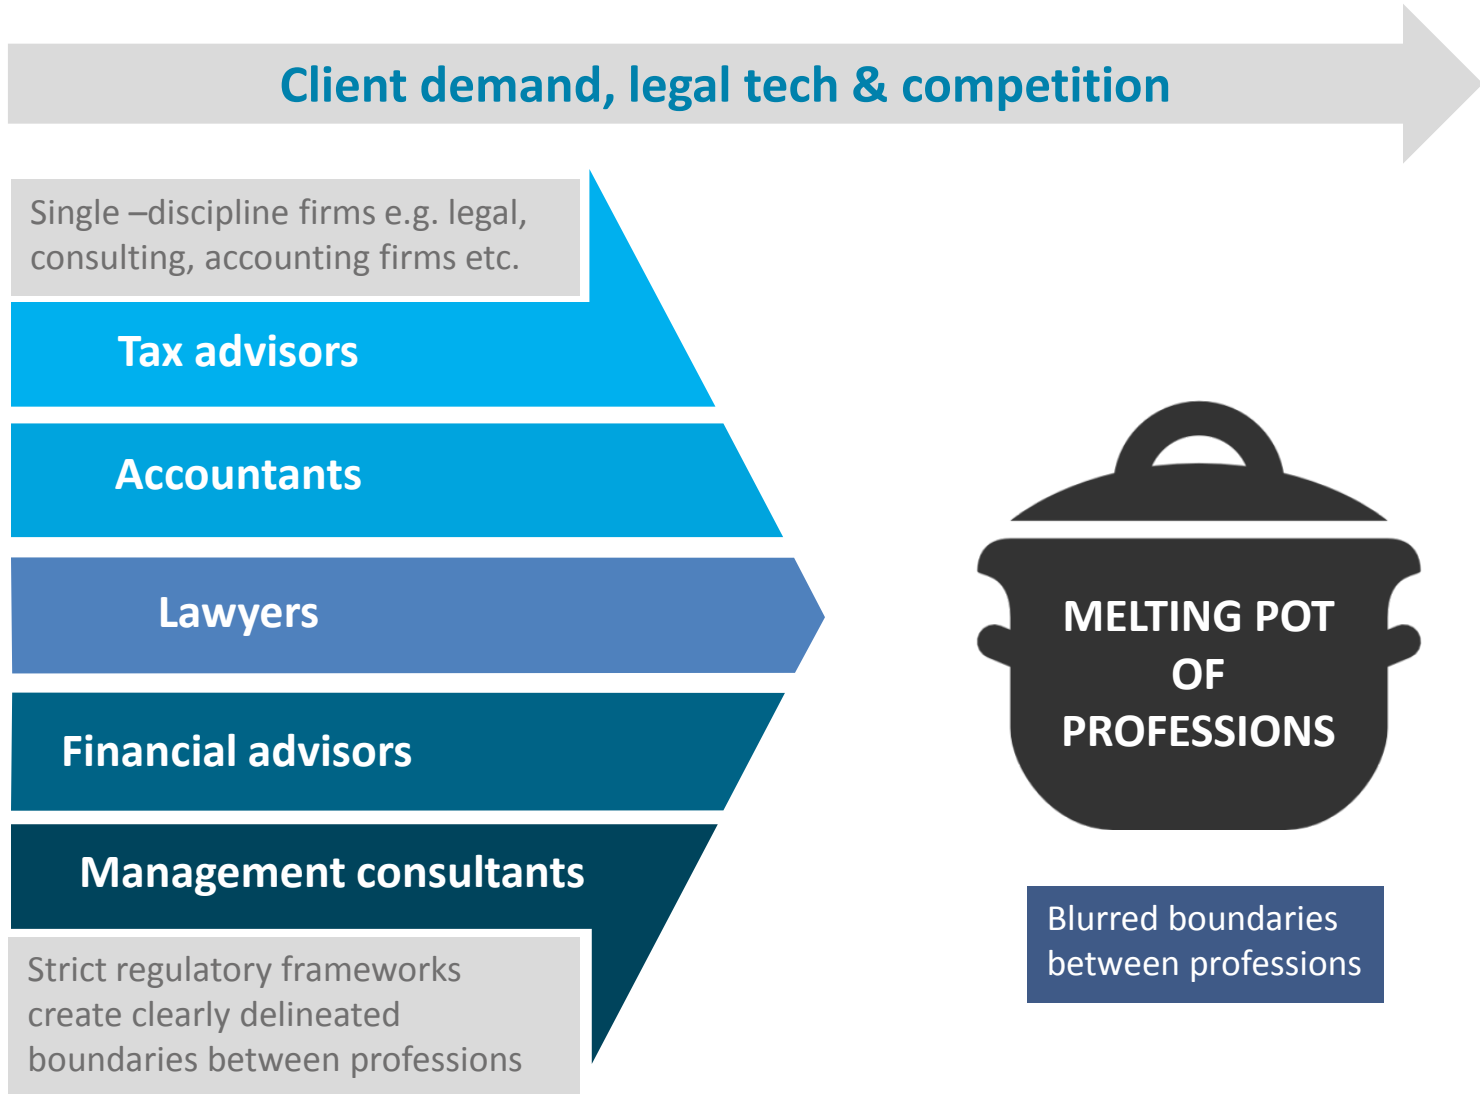 Client demand, legal tech & competition
Single –discipline firms e.g. legal,
consulting, accounting firms etc.
Tax advisors
Accountants
Lawyers
Financial advisors
Management consultants
Strict regulatory frameworks
create clearly delineated
boundaries between professions
MELTING POT
OF
PROFESSIONS
Blurred boundaries
between professions